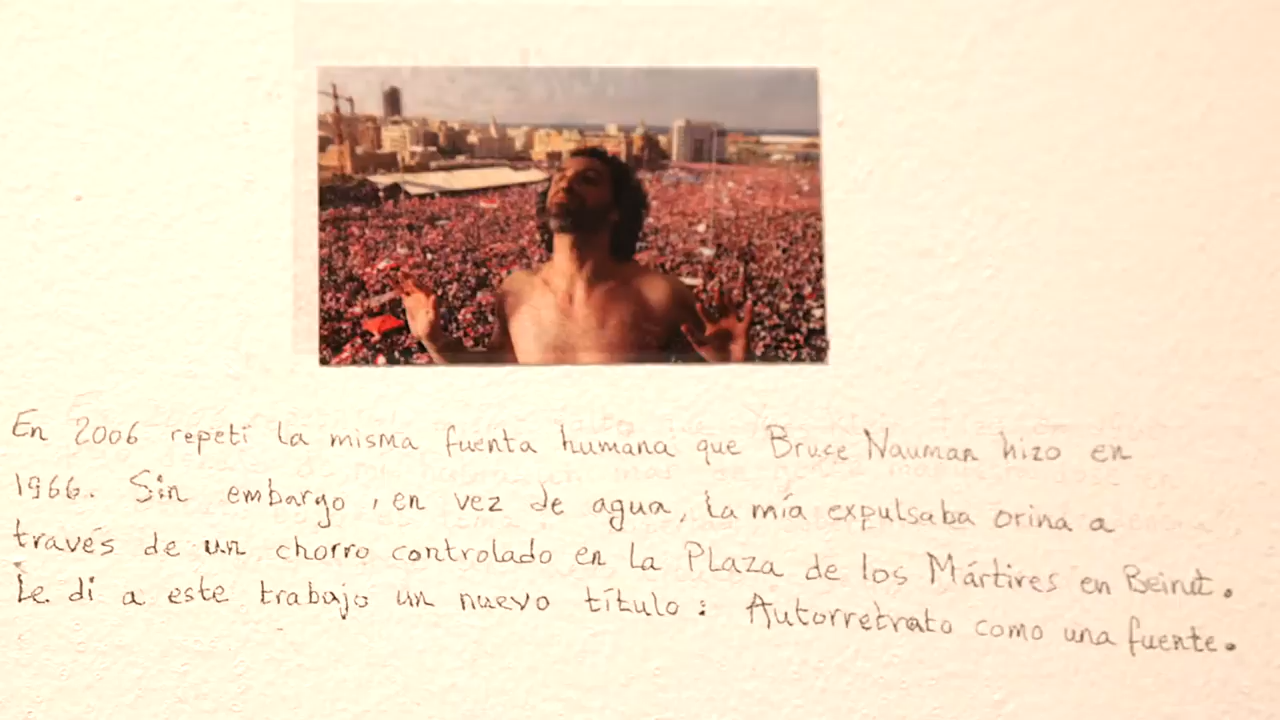 En 2006 repetí la misma fuenta humana que Bruce Nauman hizo en
1966. Sin embargo, en vez de agua, la mía expulsaba orina a
través de un chorro controlado en la Plaza de los Mártires en Beirut.
Le di a este trabajo un nuevo título: Autorretrato como una fuente.